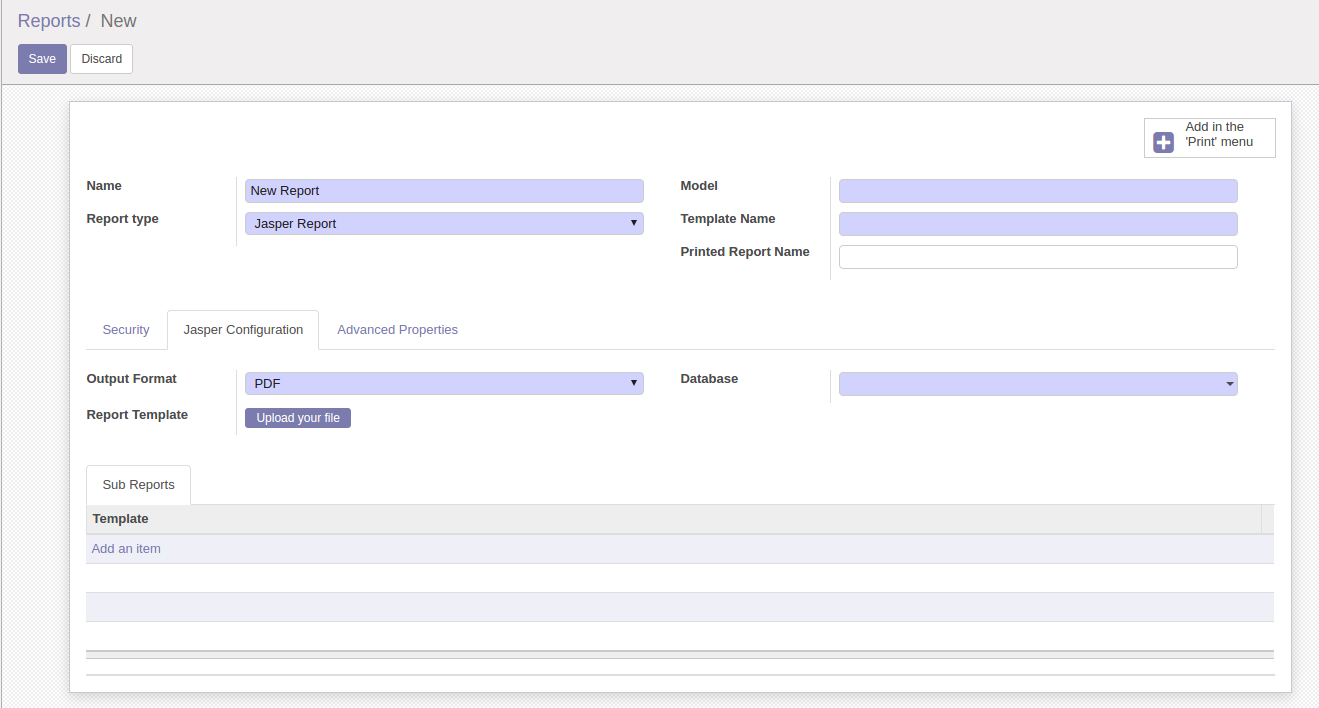 Reports / New
Save Discard
Add in the
'Print' menu
Name New Report Model
Report type Jasper Report Template Name
Printed Report Name
Security Jasper Configuration Advanced Properties
Output Format PDF Database
Report Template Upload your file
Sub Reports
Template
Add an item